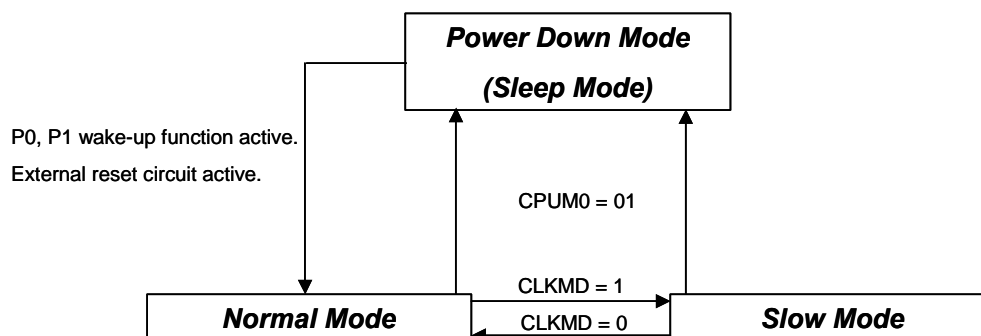 Power Down Mode
(Sleep Mode)
P0, P1 wake-up function active.
External reset circuit active.
CPUM0 = 01
CLKMD = 1
Normal Mode
CLKMD = 0
Slow Mode